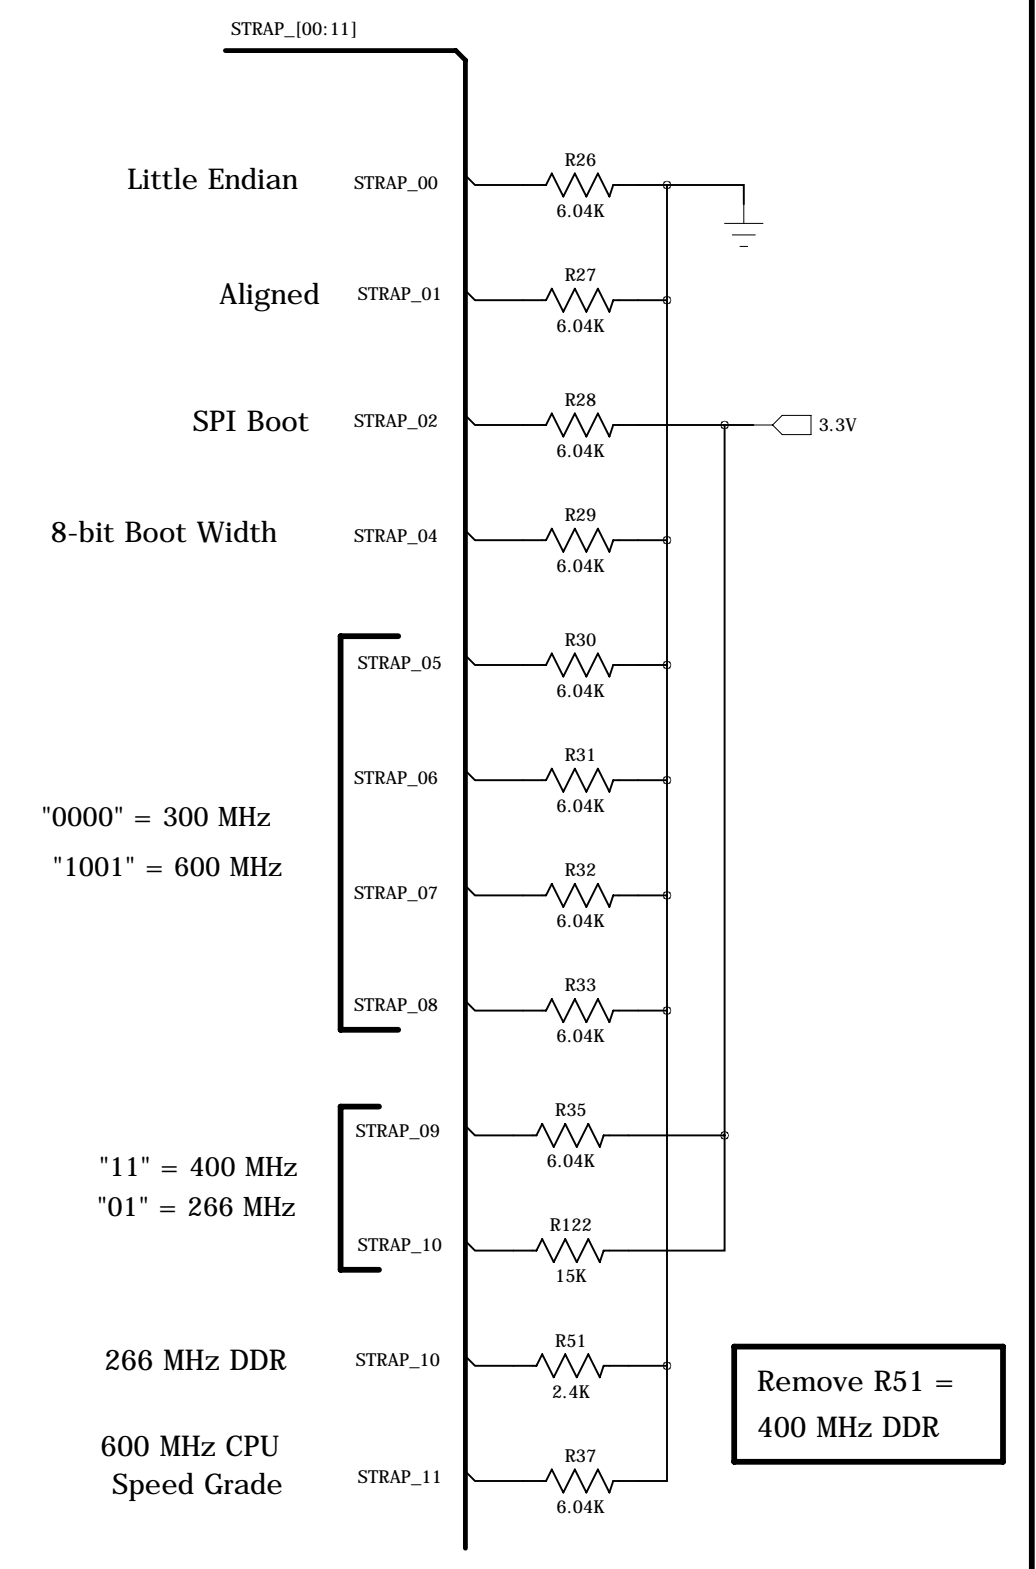 STRAP_[00:11]
R26
Little Endian STRAP_00
6.04K
R27
Aligned STRAP_01
6.04K
R28
SPI Boot STRAP_02 3.3V
6.04K
R29
8-bit Boot Width STRAP_04
6.04K
R30
STRAP_05
6.04K
R31
STRAP_06
6.04K
"0000" = 300 MHz
"1001" = 600 MHz
R32
STRAP_07
6.04K
R33
STRAP_08
6.04K
R35
STRAP_09
6.04K
"11" = 400 MHz
"01" = 266 MHz
R122
STRAP_10
15K
R51
266 MHz DDR STRAP_10
2.4K
Remove R51 =
400 MHz DDR
600 MHz CPU
Speed Grade
R37
STRAP_11
6.04K